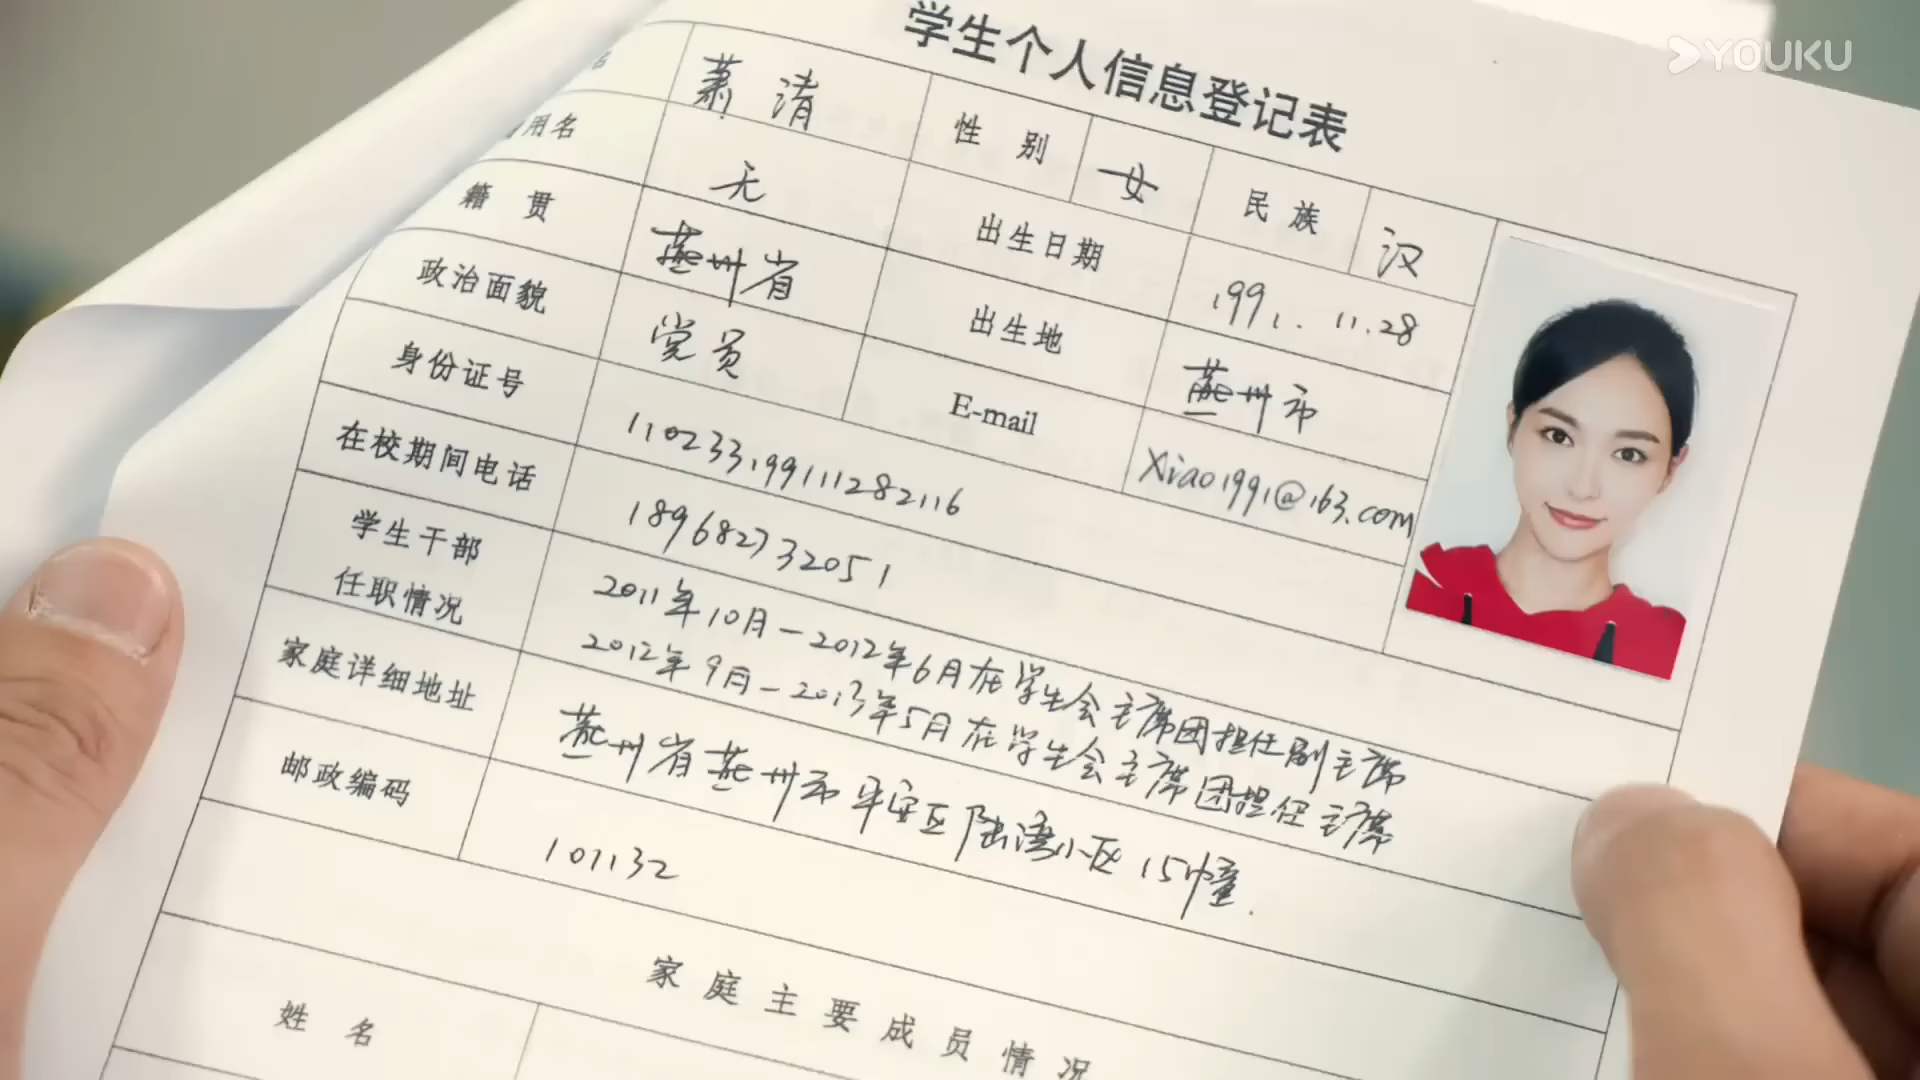 YOUKU
学生个人信息登记表
名 萧清 性别 女 民族 汉
用名 无 出生日期 1991.11.28
籍贯 燕州省 出生地 燕州市
政治面貌 党员 E-mail Xiao1991@163.com
身份证号 110233199111282116
在校期间电话 189682732051
学生干部
任职情况
2011年10月-2012年6月在学生会主席团担任副主席
2012年9月-2013年5月在学生会主席团担任主席
家庭详细地址 燕州省燕州市平安区陆湾小区15幢.
邮政编码 101132
家庭主要成员情况
姓名